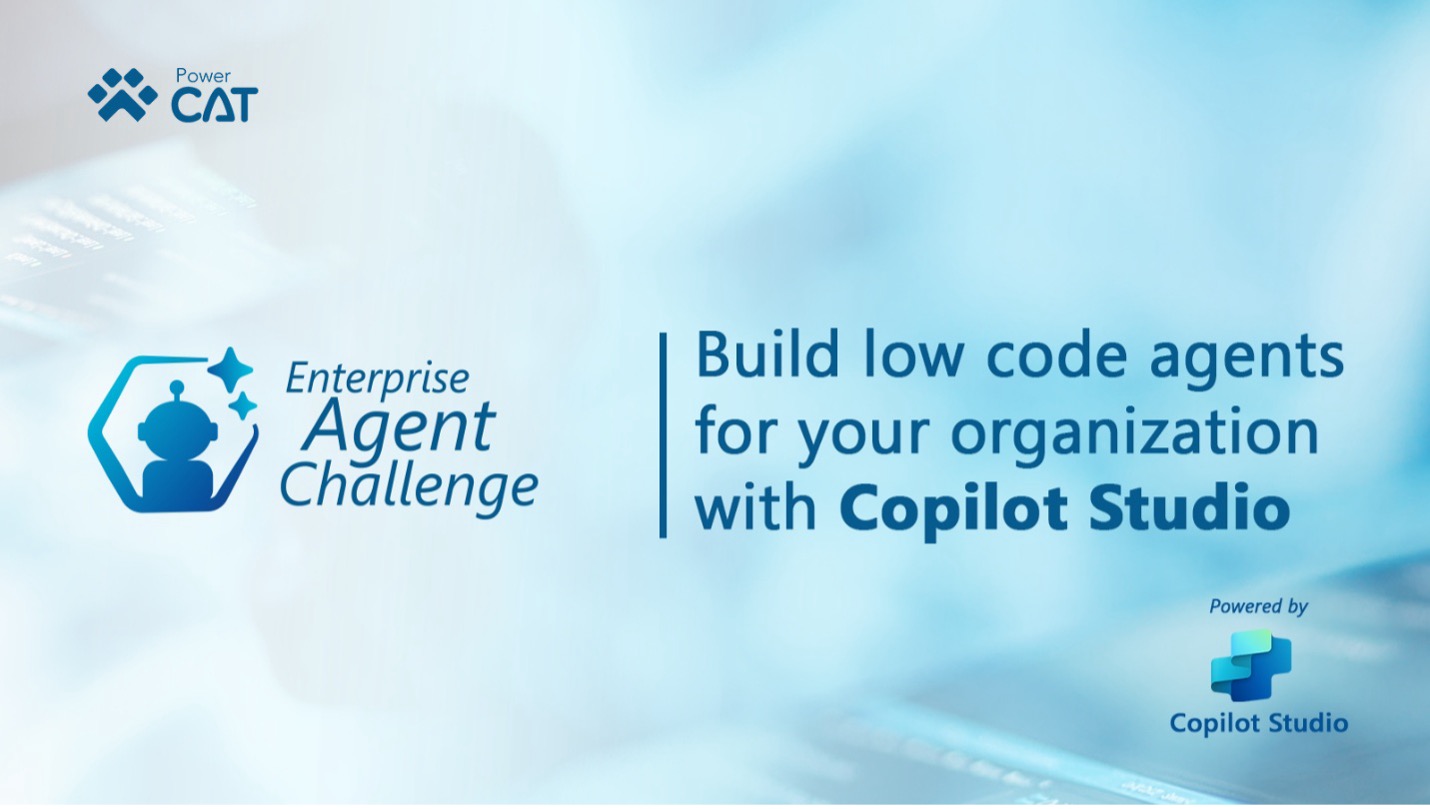 Power
CAT
Enterprise
Agent
Challenge
Build low code agents
for your organization
with Copilot Studio
Powered by
Copilot Studio